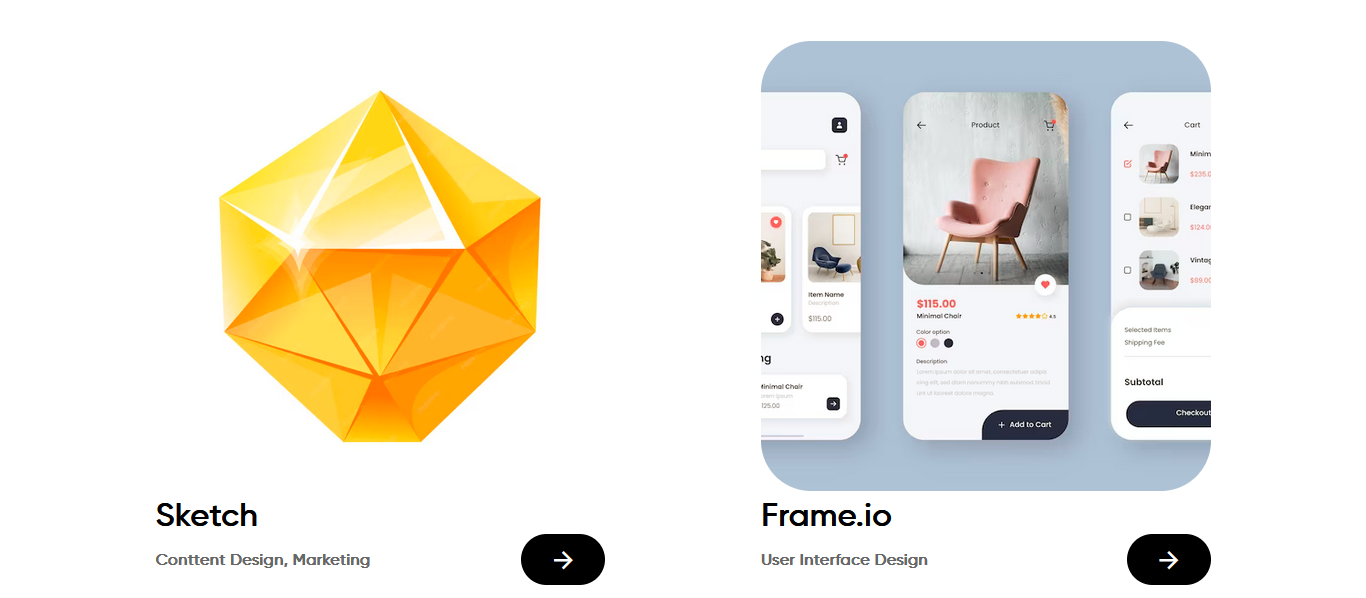 Product
Cart
Minim
$235.0
Elegan
$124.0
Item Name
Description
$115.00
Vintag
$89.00
$115.00
Minimal Chair
4.5
Color option
Selected Items
Shipping Fee
ng
Description
Lorem ipsum dolor sit amet, consectetuer adipis
cing elit, sed diam nonummy nibh euismod tincid
unt ut laoreet dolore magna.
Minimal Chair
orem ipsum
125.00
Subtotal
Checkout
+ Add to Cart
Sketch
Frame.io
Conttent Design, Marketing
User Interface Design